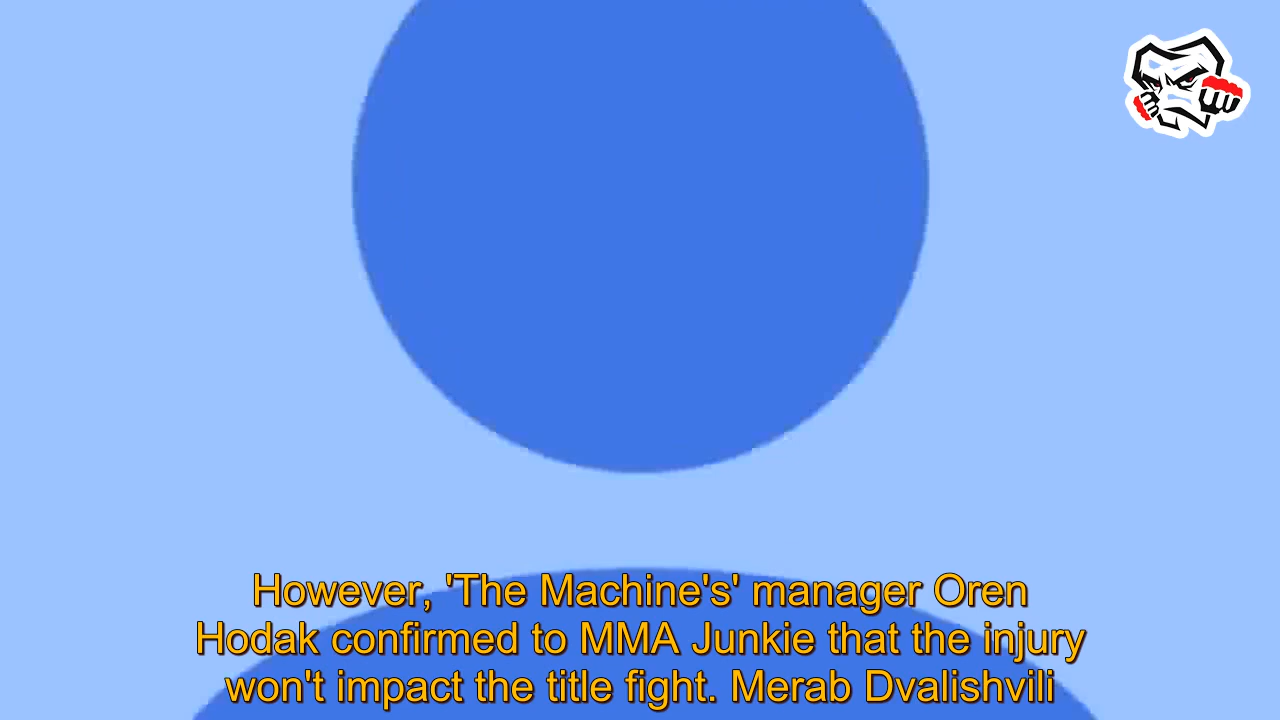 However, 'The Machine's' manager Oren
Hodak confirmed to MMA Junkie that the injury
won't impact the title fight. Merab Dvalishvili